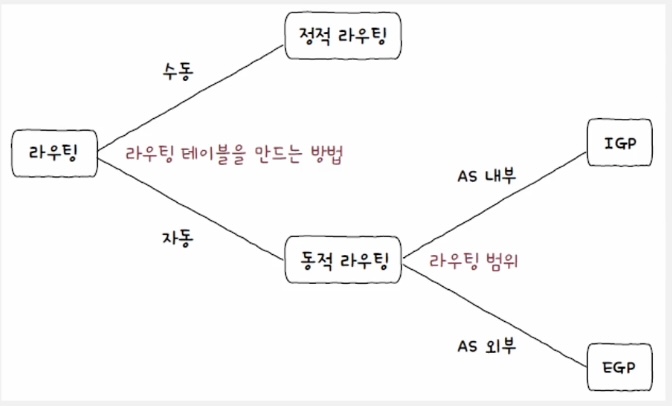 정적 라우팅
수동
라우팅
라우팅 테이블을 만드는 방법
IGP
AS 내부
자동
동적 라우팅
라우팅 범위
AS 외부
EGP